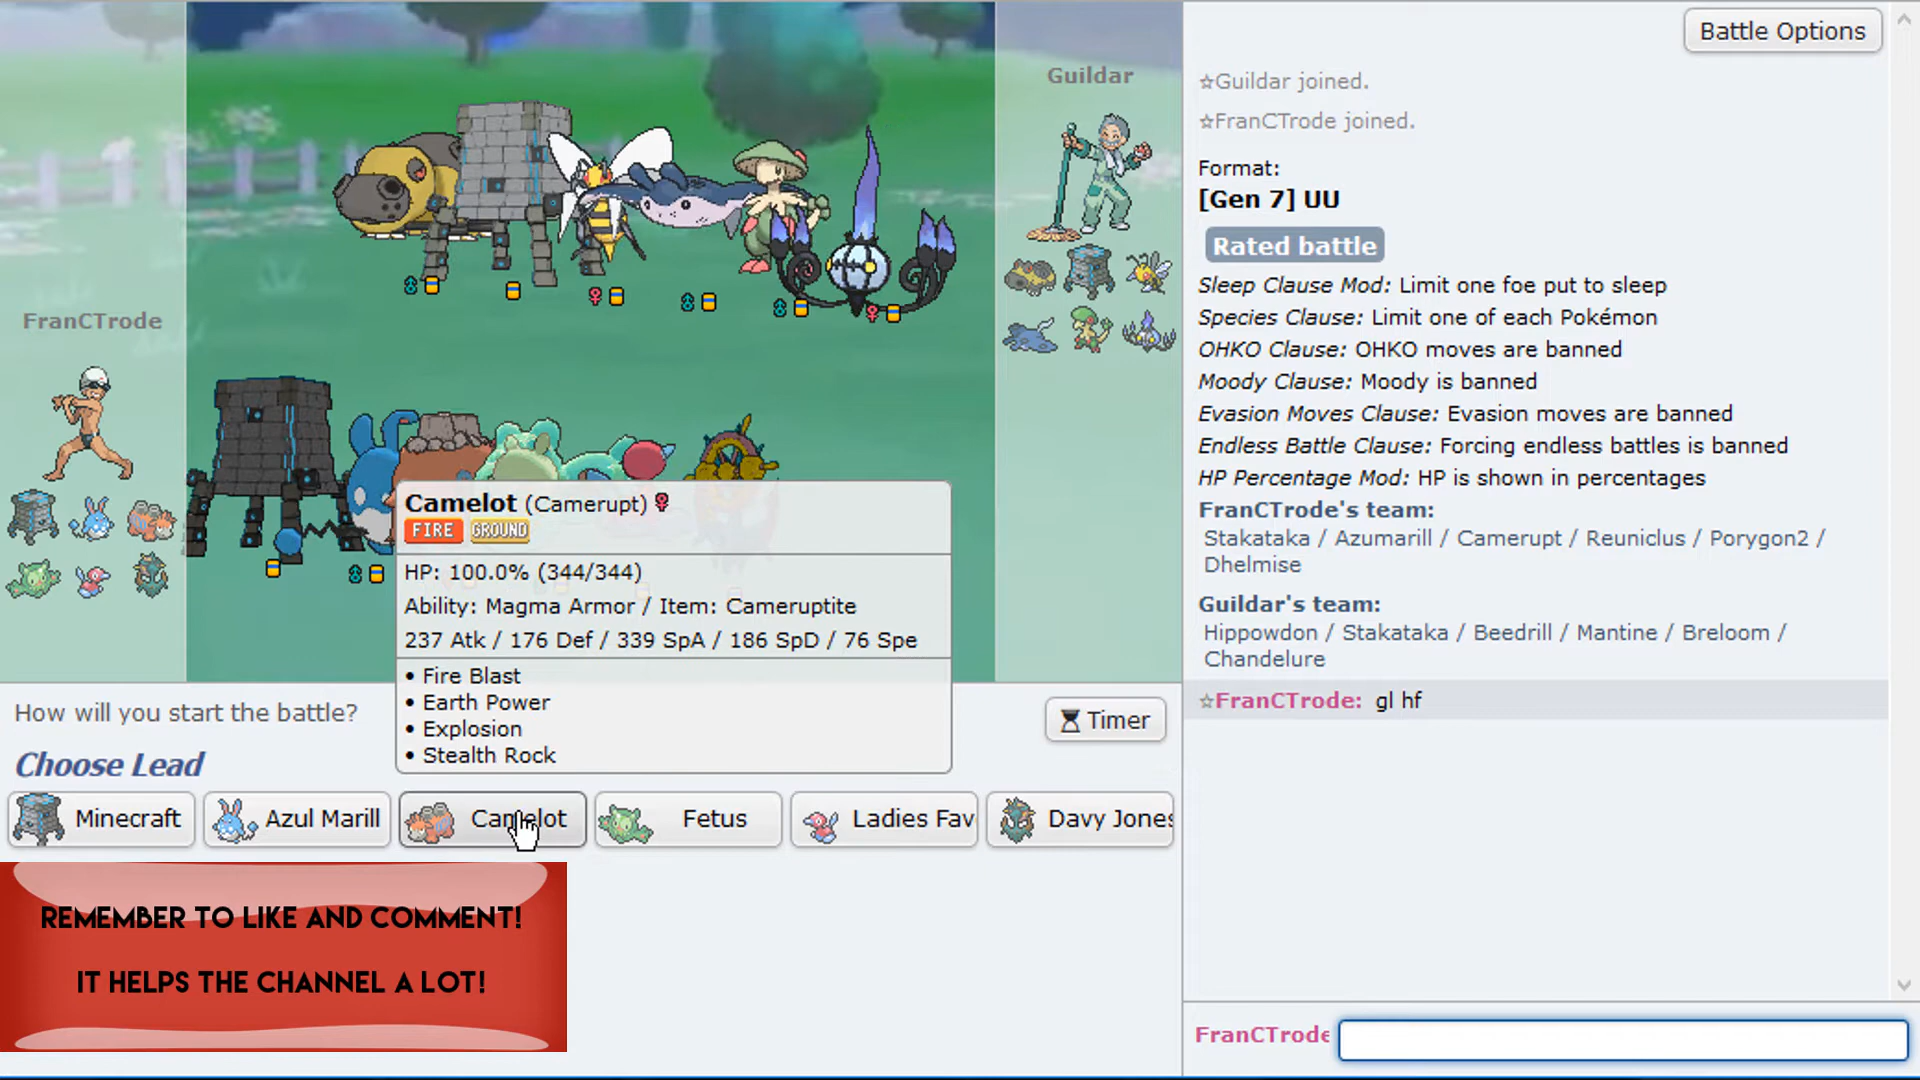 Battle Options
Guildar
☆Guildar joined.
☆FranCTrode joined.
Format:
[Gen 7] UU
Rated battle
Sleep Clause Mod: Limit one foe put to sleep
Species Clause: Limit one of each Pokémon
OHKO Clause: OHKO moves are banned
Moody Clause: Moody is banned
Evasion Moves Clause: Evasion moves are banned
Endless Battle Clause: Forcing endless battles is banned
HP Percentage Mod: HP is shown in percentages
FranCTrode's team:
Stakataka / Azumarill / Camerupt / Reuniclus / Porygon2 /
Dhelmise
Guildar's team:
Hippowdon / Stakataka / Beedrill / Mantine / Breloom /
Chandelure
☆FranCTrode: gl hf
FranCTrode
Camelot (Camerupt) ♀
FIRE GROUND
HP: 100.0% (344/344)
Ability: Magma Armor / Item: Cameruptite
237 Atk / 176 Def / 339 SpA / 186 SpD / 76 Spe
• Fire Blast
• Earth Power
• Explosion
• Stealth Rock
How will you start the battle?
Timer
Choose Lead
Minecraft
Azul Marill
Camelot
Fetus
Ladies Fav
Davy Jones
REMEMBER TO LIKE AND COMMENT!
IT HELPS THE CHANNEL A LOT!
FranCTrode